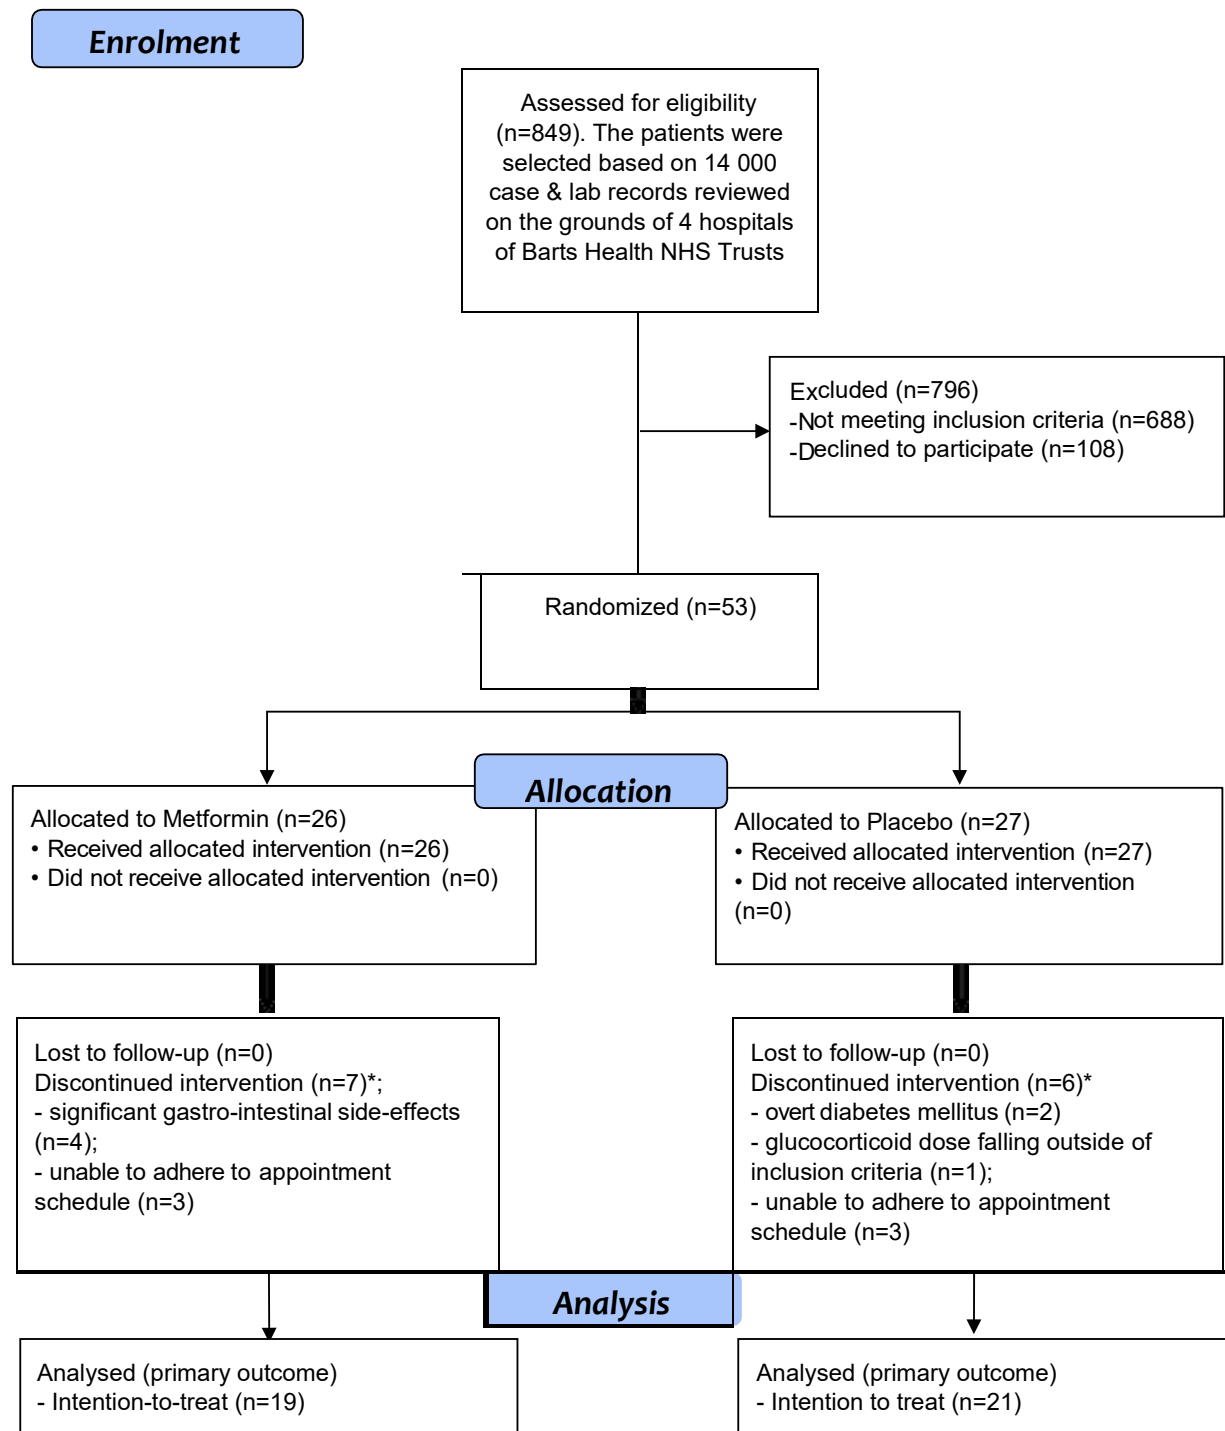 Enrolment
Assessed for eligibility
(n=849). The patients were
selected based on 14 000
case & lab records reviewed
on the grounds of 4 hospitals
of Barts Health NHS Trusts
Excluded (n=796)
-Not meeting inclusion criteria (n=688)
-Declined to participate (n=108)
Randomized (n=53)
Allocation
Allocated to Metformin (n=26)
• Received allocated intervention (n=26)
• Did not receive allocated intervention (n=0)
Allocated to Placebo (n=27)
• Received allocated intervention (n=27)
• Did not receive allocated intervention
(n=0)
Lost to follow-up (n=0)
Discontinued intervention (n=7)*;
- significant gastro-intestinal side-effects
(n=4);
- unable to adhere to appointment
schedule (n=3)
Lost to follow-up (n=0)
Discontinued intervention (n=6)*
- overt diabetes mellitus (n=2)
- glucocorticoid dose falling outside of
inclusion criteria (n=1);
- unable to adhere to appointment
schedule (n=3)
Analysis
Analysed (primary outcome)
- Intention-to-treat (n=19)
Analysed (primary outcome)
- Intention to treat (n=21)